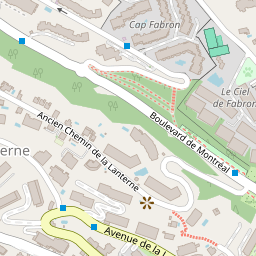 Cap Fabron
Le Ciel
de Fabron
Boulevard de Montréal
Ancien Chemin de la Lanterne
erne
Avenue de la L